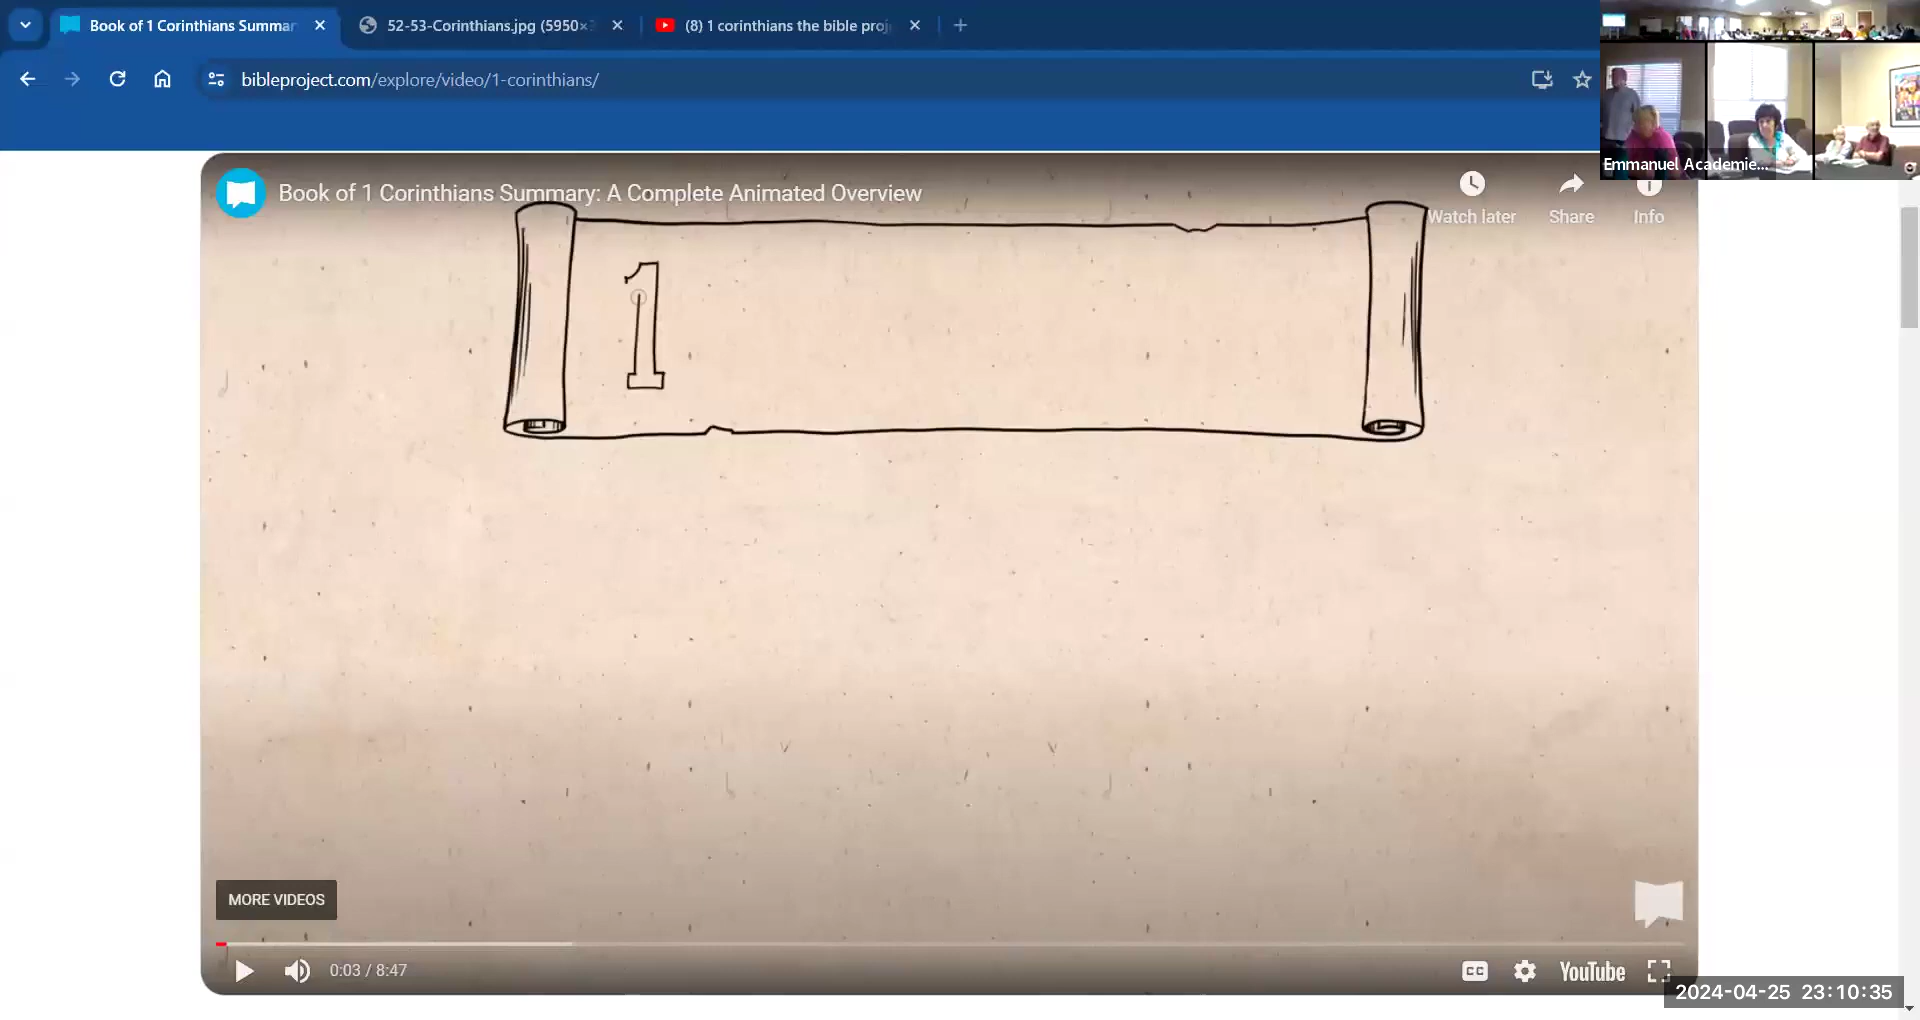 Book of 1 Corinthians Summar
52-53-Corinthians.jpg (5950×
(8) 1 corinthians the bible proj
bibleproject.com/explore/video/1-corinthians/
Emmanuel Academie...
Book of 1 Corinthians Summary: A Complete Animated Overview
Watch later
Share
Info
1
MORE VIDEOS
0:03 / 8:47
CC
YouTube
2024-04-25 23:10:35